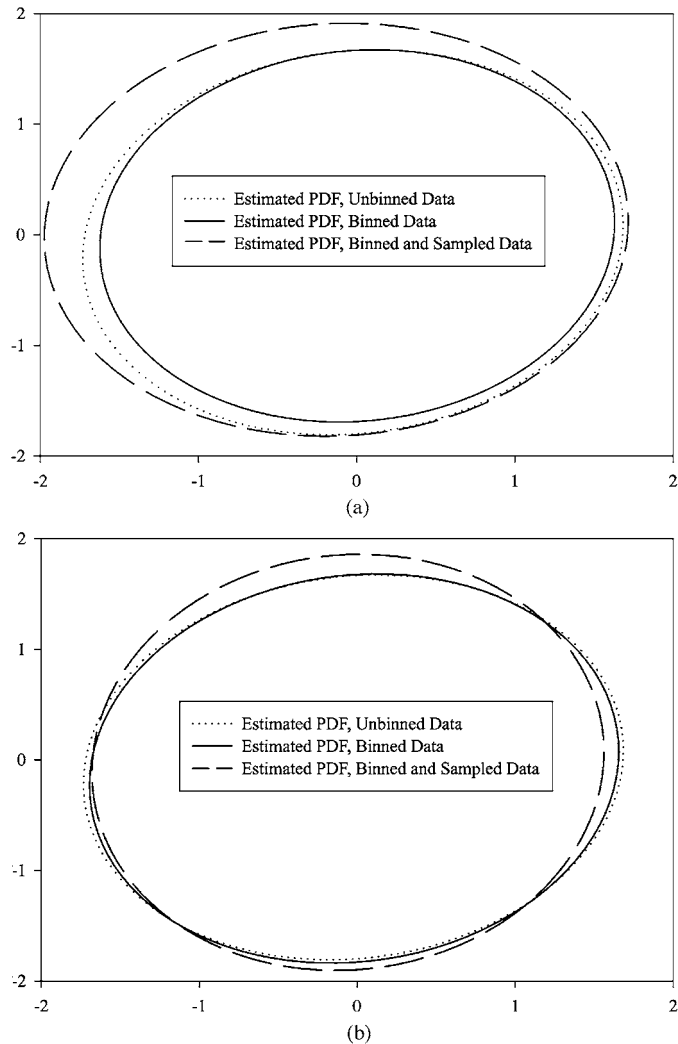 2
1
0
-1
-2
Estimated PDF, Unbinned Data
Estimated PDF, Binned Data
Estimated PDF, Binned and Sampled Data
-2 -1 0 1 2
(a)
2
1
0
-1
-2
Estimated PDF, Unbinned Data
Estimated PDF, Binned Data
Estimated PDF, Binned and Sampled Data
-2 -1 0 1 2
(b)